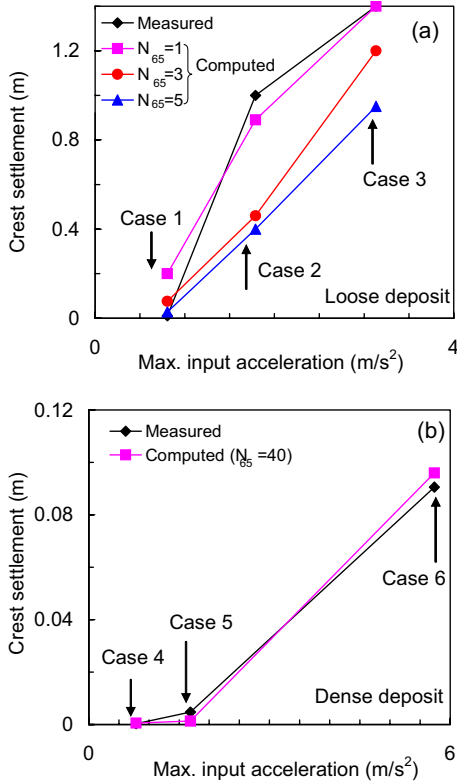 (a)
Measured
N65=1
N65=3
N65=5
Computed
1.2
0.8
0.4
0
Crest settlement (m)
Case 1
Case 2
Case 3
Loose deposit
0
4
Max. input acceleration (m/s²)
(b)
Measured
Computed (N65 =40)
0.12
0.08
0.04
0
Crest settlement (m)
Case 4
Case 5
Case 6
Dense deposit
0
6
Max. input acceleration (m/s²)